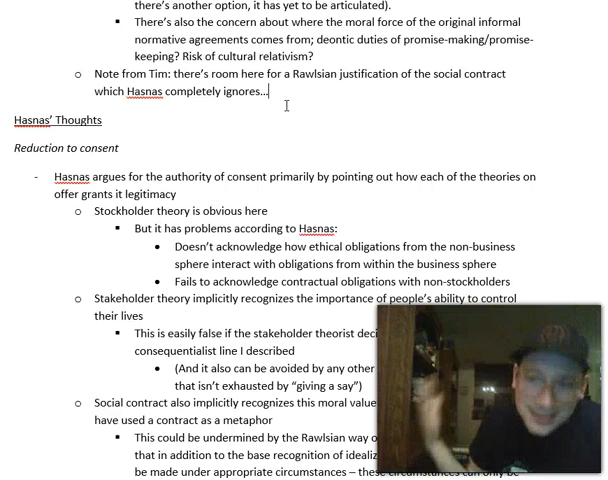 there's another option, it has yet to be articulated).
▪ There's also the concern about where the moral force of the original informal
normative agreements comes from; deontic duties of promise-making/promise-
keeping? Risk of cultural relativism?
o Note from Tim: there's room here for a Rawlsian justification of the social contract
which Hasnas completely ignores…
Hasnas' Thoughts
Reduction to consent
- Hasnas argues for the authority of consent primarily by pointing out how each of the theories on
offer grants it legitimacy
o Stockholder theory is obvious here
▪ But it has problems according to Hasnas:
• Doesn't acknowledge how ethical obligations from the non-business
sphere interact with obligations from within the business sphere
• Fails to acknowledge contractual obligations with non-stockholders
o Stakeholder theory implicitly recognizes the importance of people's ability to control
their lives
▪ This is easily false if the stakeholder theorist deci
consequentialist line I described
• (And it also can be avoided by any other
that isn't exhausted by "giving a say")
o Social contract also implicitly recognizes this moral value
have used a contract as a metaphor
▪ This could be undermined by the Rawlsian way o
that in addition to the base recognition of idealiz
be made under appropriate circumstances – these circumstances can only be